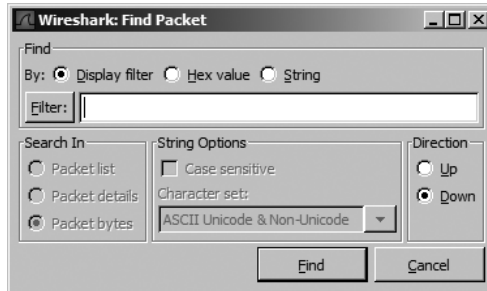 Wireshark: Find Packet
Find
By: Display filter Hex value String
Filter:
Search In
Packet list
Packet details
Packet bytes
String Options
Case sensitive
Character set:
ASCII Unicode & Non-Unicode
Direction
Up
Down
Find Cancel